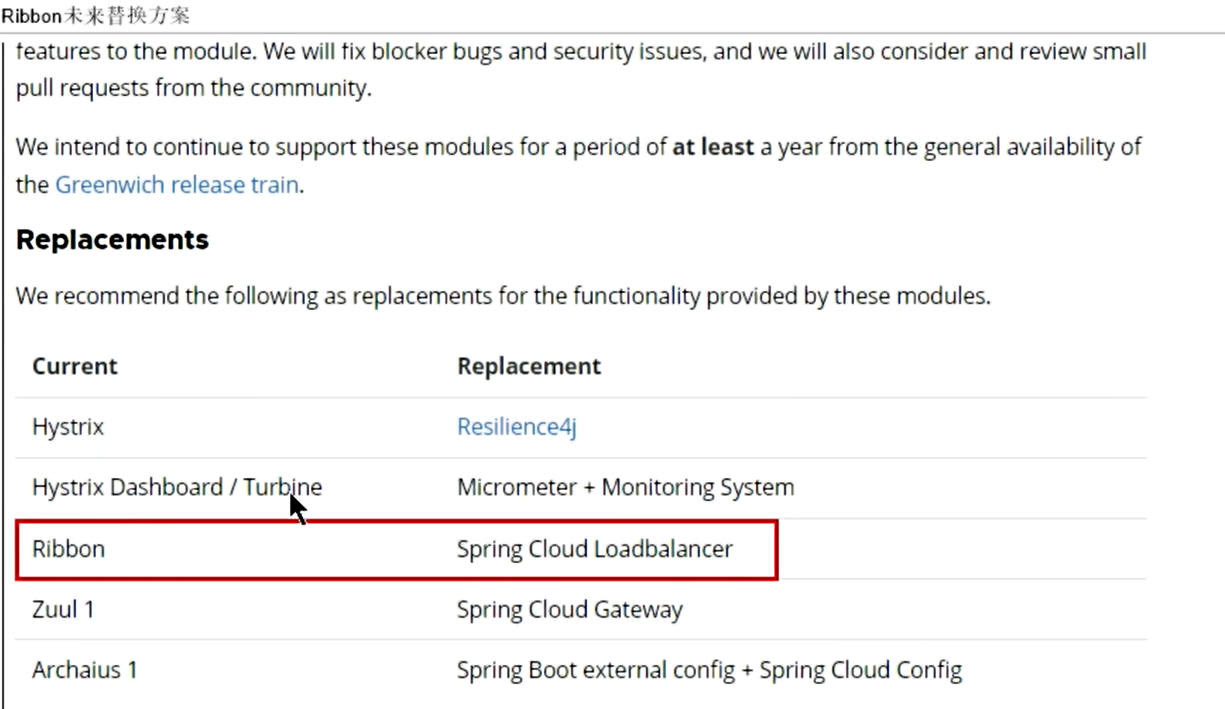 Ribbon未来替换方案
features to the module. We will fix blocker bugs and security issues, and we will also consider and review small
pull requests from the community.
We intend to continue to support these modules for a period of at least a year from the general availability of
the Greenwich release train.
Replacements
We recommend the following as replacements for the functionality provided by these modules.
Current Replacement
Hystrix Resilience4j
Hystrix Dashboard / Turbine Micrometer + Monitoring System
Ribbon Spring Cloud Loadbalancer
Zuul 1 Spring Cloud Gateway
Archaius 1 Spring Boot external config + Spring Cloud Config